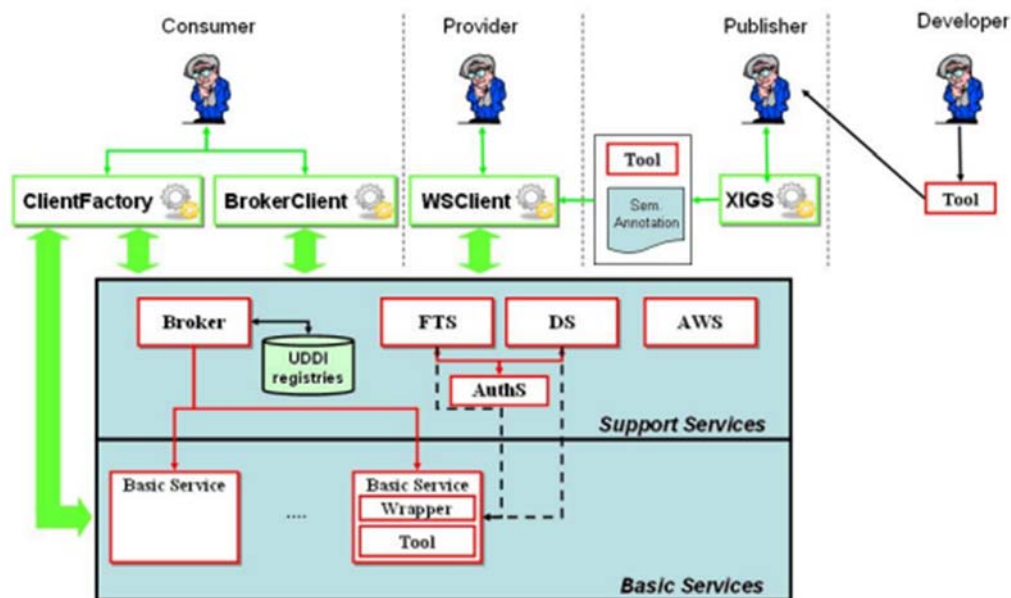 Consumer
Provider
Publisher
Developer
ClientFactory
BrokerClient
WSClient
Tool
Sem.
Annotation
XIGS
Tool
Broker
FTS
DS
AWS
UDDI
registries
AuthS
Support Services
Basic Service
....
Basic Service
Wrapper
Tool
Basic Services